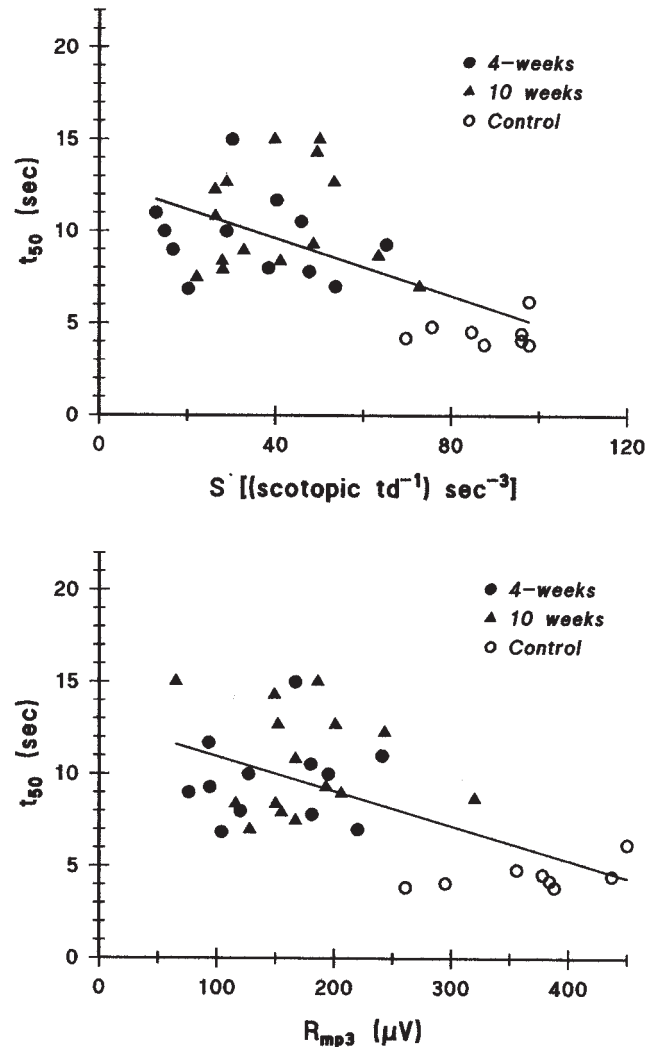 20
15
10
5
0
t50 (sec)
4-weeks
10 weeks
Control
0 40 80 120
S [(scotopic td-1) sec-3]
20
15
10
5
0
t50 (sec)
4-weeks
10 weeks
Control
0 100 200 300 400
Rmp3 (μV)